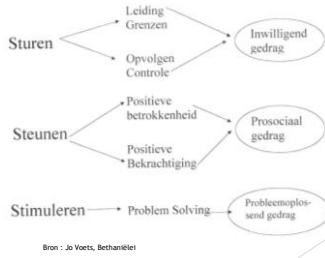 Leiding
Grenzen
Sturen
Inwilligend
gedrag
Opvolgen
Controle
Positieve
betrokkenheid
Steunen
Prosociaal
gedrag
Positieve
Bekrachtiging
Stimuleren
Problem Solving
Probleemoplos-
send gedrag
Bron : Jo Voets, Bethaniëlei